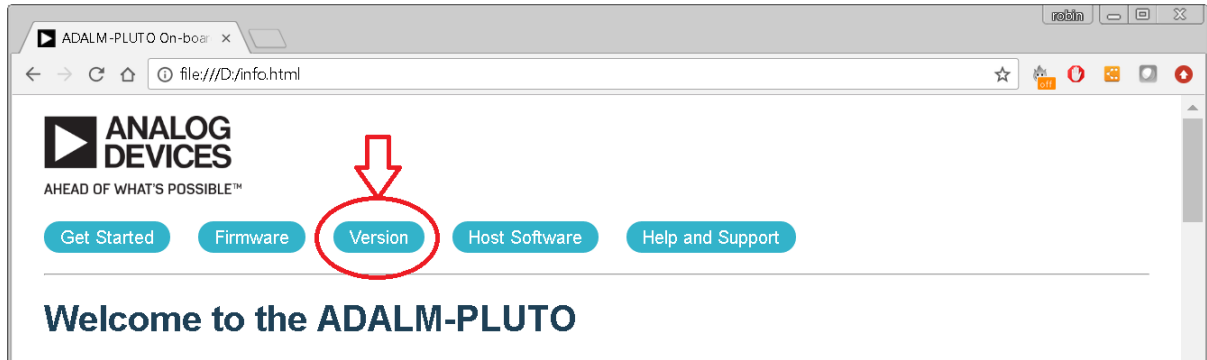 robin
ADALM-PLUTO On-boar
file:///D:/info.html
off
ANALOG
DEVICES
AHEAD OF WHAT'S POSSIBLE™
Get Started Firmware Version Host Software Help and Support
Welcome to the ADALM-PLUTO